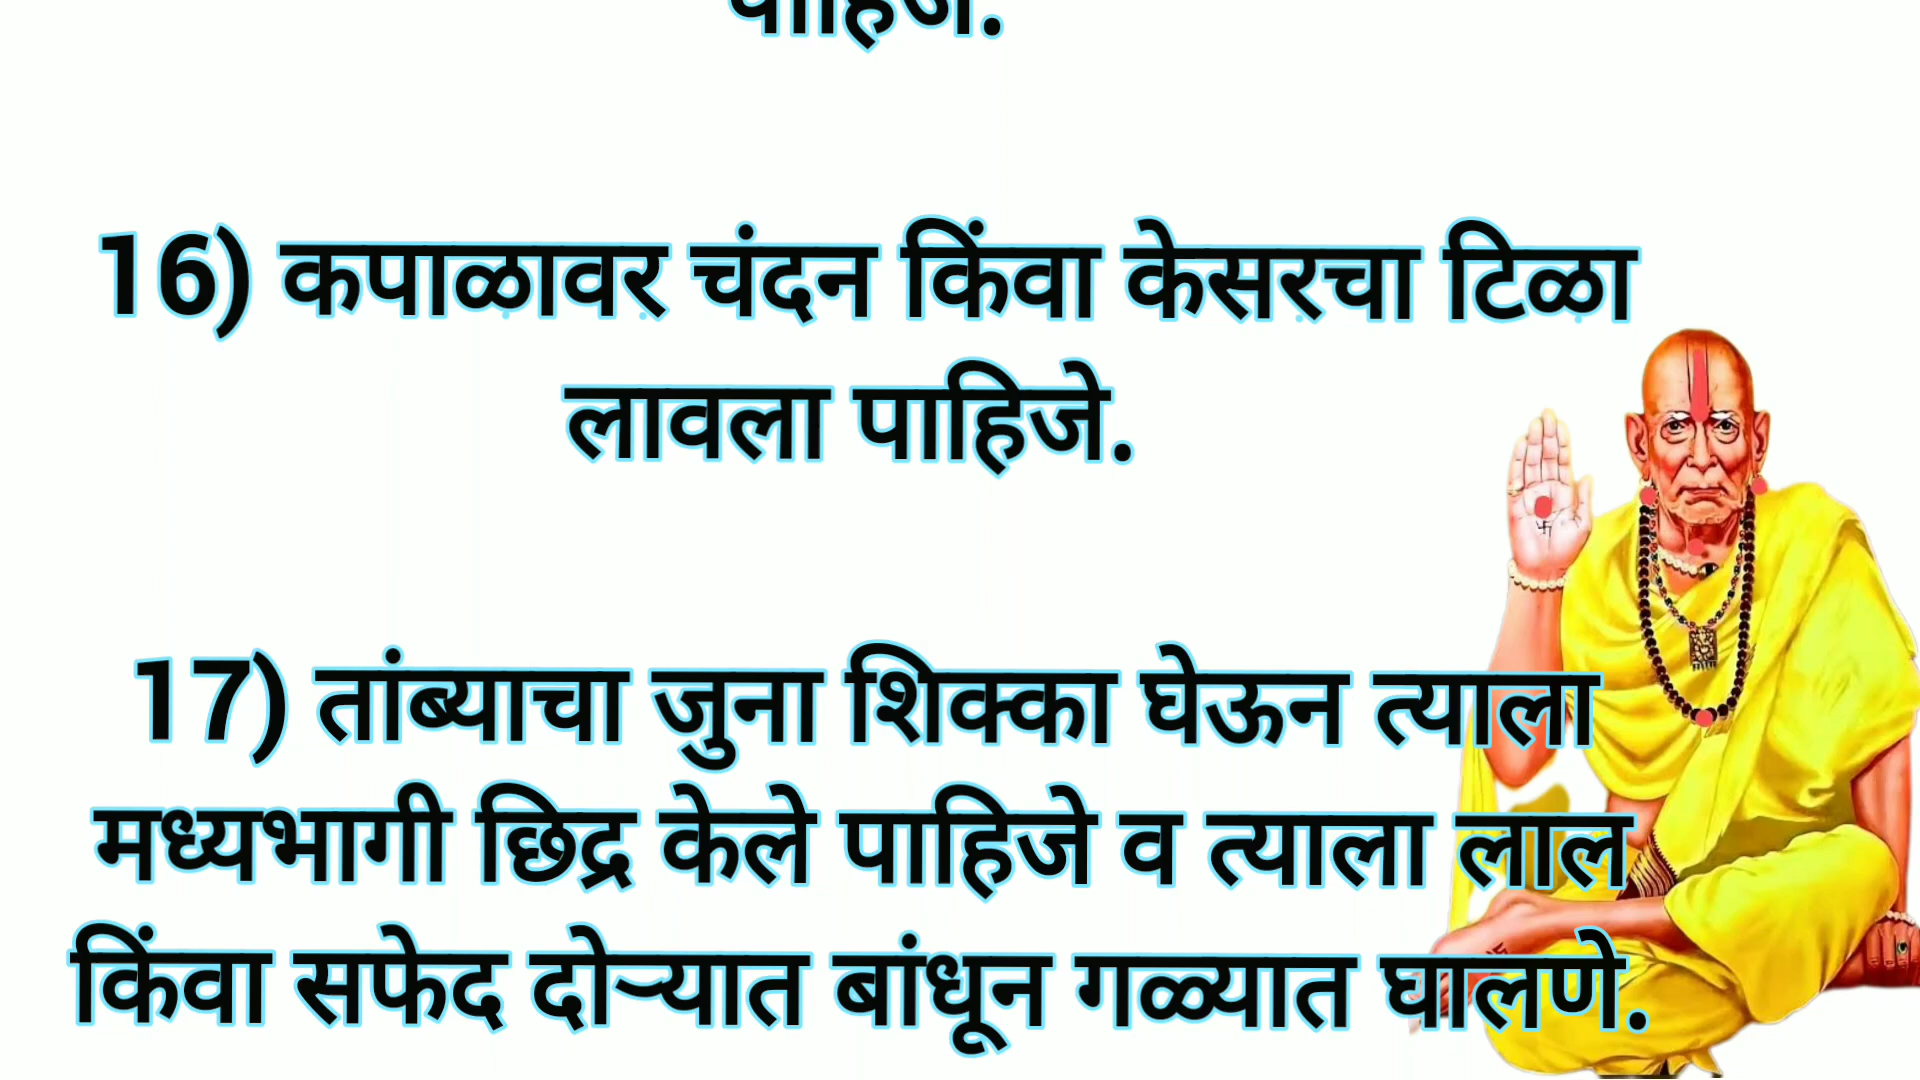 पाहिजे.
16) कपाळावर चंदन किंवा केसरचा टिळा
लावला पाहिजे.
17) तांब्याचा जुना शिक्का घेऊन त्याला
मध्यभागी छिद्र केले पाहिजे व त्याला लाल
किंवा सफेद दोऱ्यात बांधून गळ्यात घालणे.